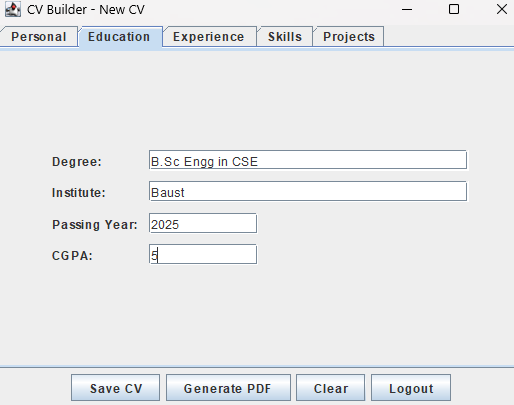 CV Builder - New CV
Personal Education Experience Skills Projects
Degree: B.Sc Engg in CSE
Institute: Baust
Passing Year: 2025
CGPA: 5
Save CV Generate PDF Clear Logout